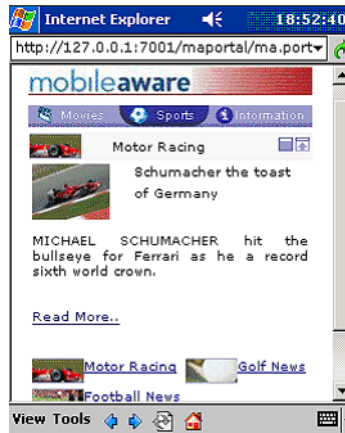 Internet Explorer 18:52:40
http://127.0.0.1:7001/maportal/ma.port
mobileaware
Movies Sports Information
Motor Racing
Schumacher the toast
of Germany
MICHAEL SCHUMACHER hit the
bullseye for Ferrari as he a record
sixth world crown.
Read More..
Motor Racing Golf News
Football News
View Tools